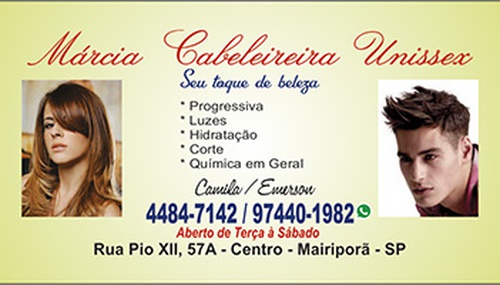 Márcia Cabeleireira Unissex
Seu toque de beleza
* Progressiva
* Luzes
* Hidratação
* Corte
* Química em Geral
Camila / Emerson
4484-7142 / 97440-1982
Aberto de Terça à Sábado
Rua Pio XII, 57A - Centro - Mairiporã - SP